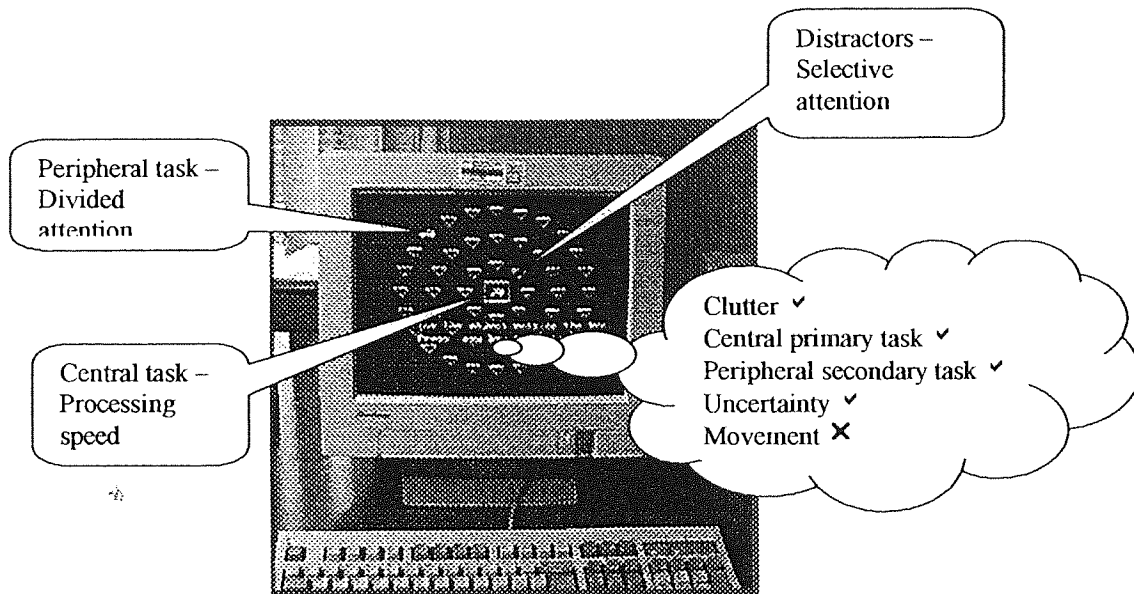 Distractors –
Selective
attention
Peripheral task –
Divided
attention
Central task –
Processing
speed
Clutter ✓
Central primary task ✓
Peripheral secondary task ✓
Uncertainty ✓
Movement ✕